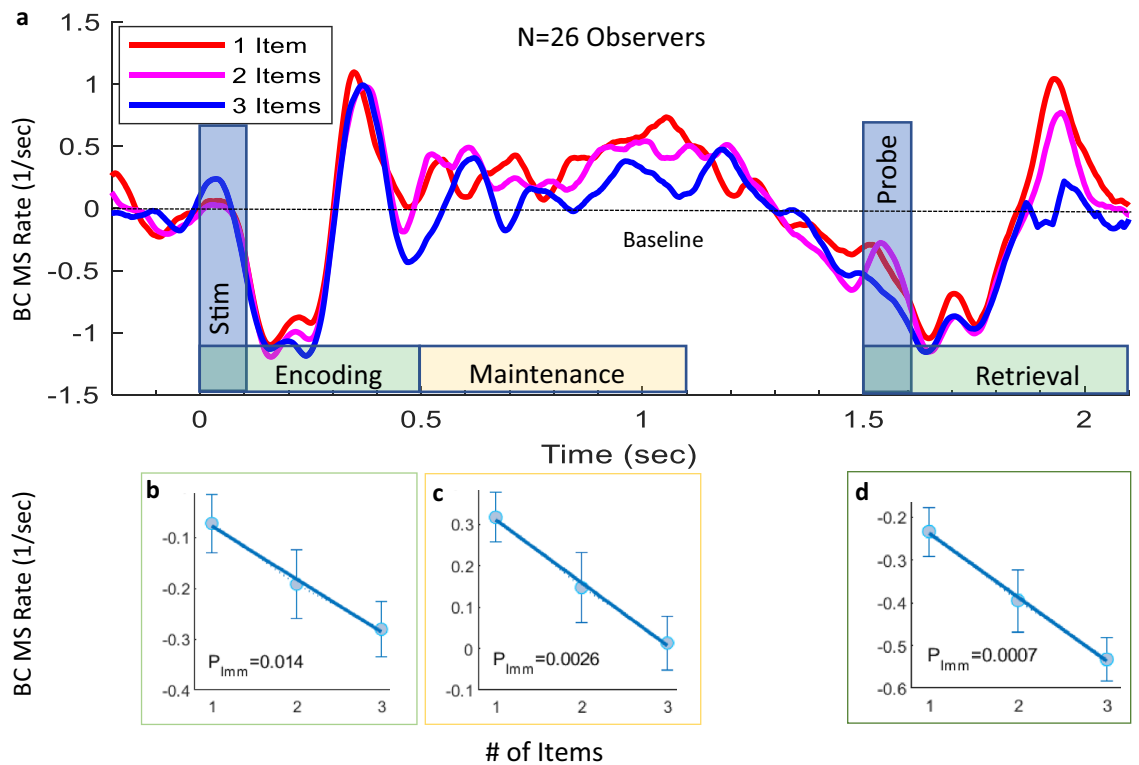 a
1.5
1
0.5
0
-0.5
-1
-1.5
BC MS Rate (1/sec)
1 Item
2 Items
3 Items
N=26 Observers
Baseline
Stim
Probe
Encoding
Maintenance
Retrieval
0
0.5
1
1.5
2
Time (sec)
BC MS Rate (1/sec)
b
-0.1
-0.2
-0.3
-0.4
P_lmm=0.014
1 2 3
c
0.3
0.2
0.1
0
-0.1
P_lmm=0.0026
1 2 3
d
-0.2
-0.3
-0.4
-0.5
-0.6
P_lmm=0.0007
1 2 3
# of Items